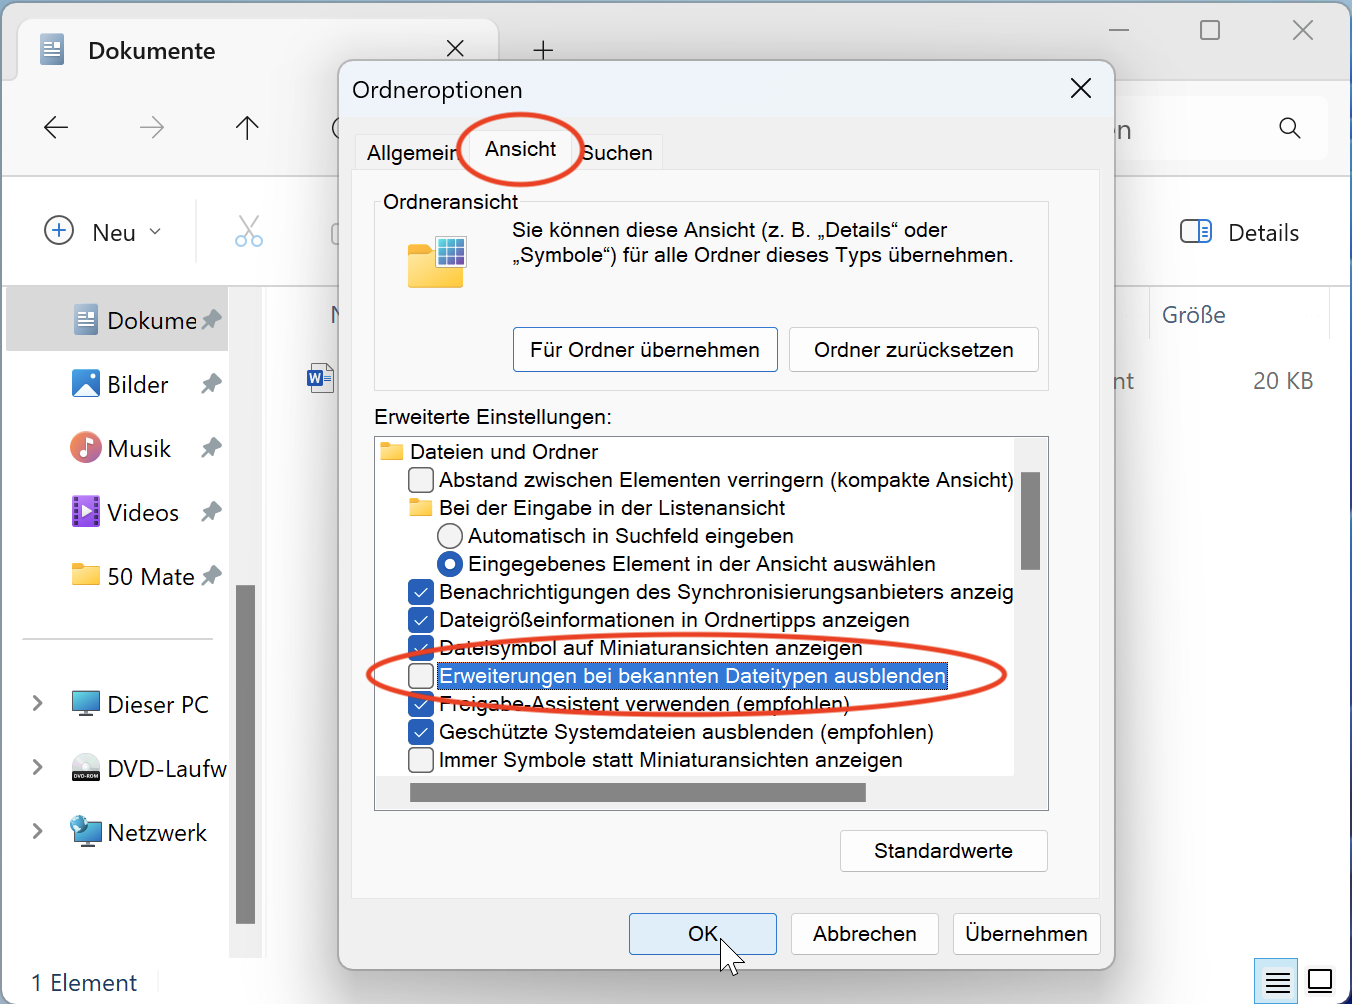 Dokumente
Ordneroptionen
Allgemein
Ansicht
Suchen
Neu
Details
Ordneransicht
Sie können diese Ansicht (z. B. „Details“ oder
„Symbole“) für alle Ordner dieses Typs übernehmen.
Für Ordner übernehmen
Ordner zurücksetzen
Größe
20 KB
Dokume
Bilder
Musik
Videos
50 Mate
Dieser PC
DVD-Laufw
Netzwerk
Erweiterte Einstellungen:
Dateien und Ordner
Abstand zwischen Elementen verringern (kompakte Ansicht)
Bei der Eingabe in der Listenansicht
Automatisch in Suchfeld eingeben
Eingegebenes Element in der Ansicht auswählen
Benachrichtigungen des Synchronisierungsanbieters anzeig
Dateigrößeinformationen in Ordnertipps anzeigen
Dateisymbol auf Miniaturansichten anzeigen
Erweiterungen bei bekannten Dateitypen ausblenden
Freigabe-Assistent verwenden (empfohlen)
Geschützte Systemdateien ausblenden (empfohlen)
Immer Symbole statt Miniaturansichten anzeigen
Standardwerte
OK
Abbrechen
Übernehmen
1 Element